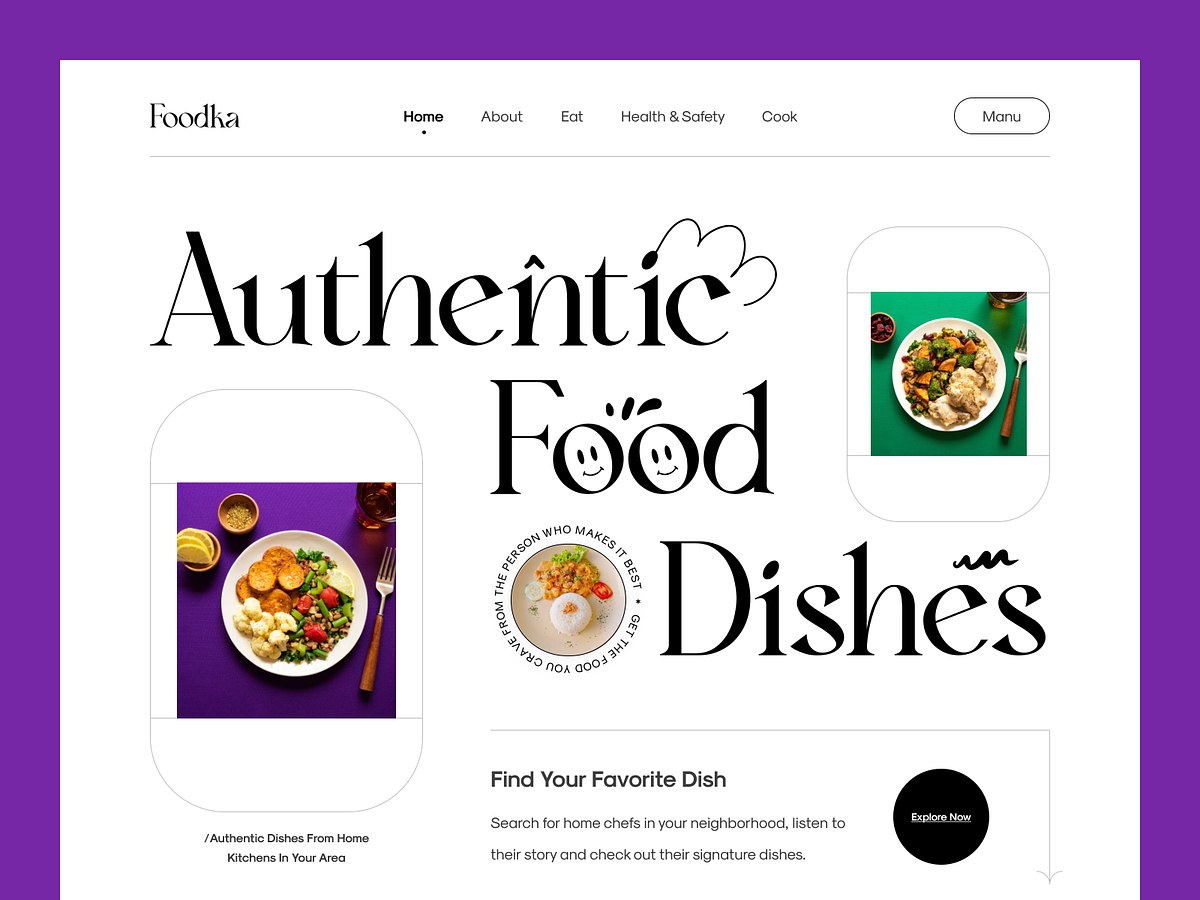 Foodka
Home
About
Eat
Health & Safety
Cook
Manu
Authentic
Food
Dishes
GET THE FOOD YOU CRAVE FROM THE PERSON WHO MAKES IT BEST *
/Authentic Dishes From Home
Kitchens In Your Area
Find Your Favorite Dish
Search for home chefs in your neighborhood, listen to
their story and check out their signature dishes.
Explore Now